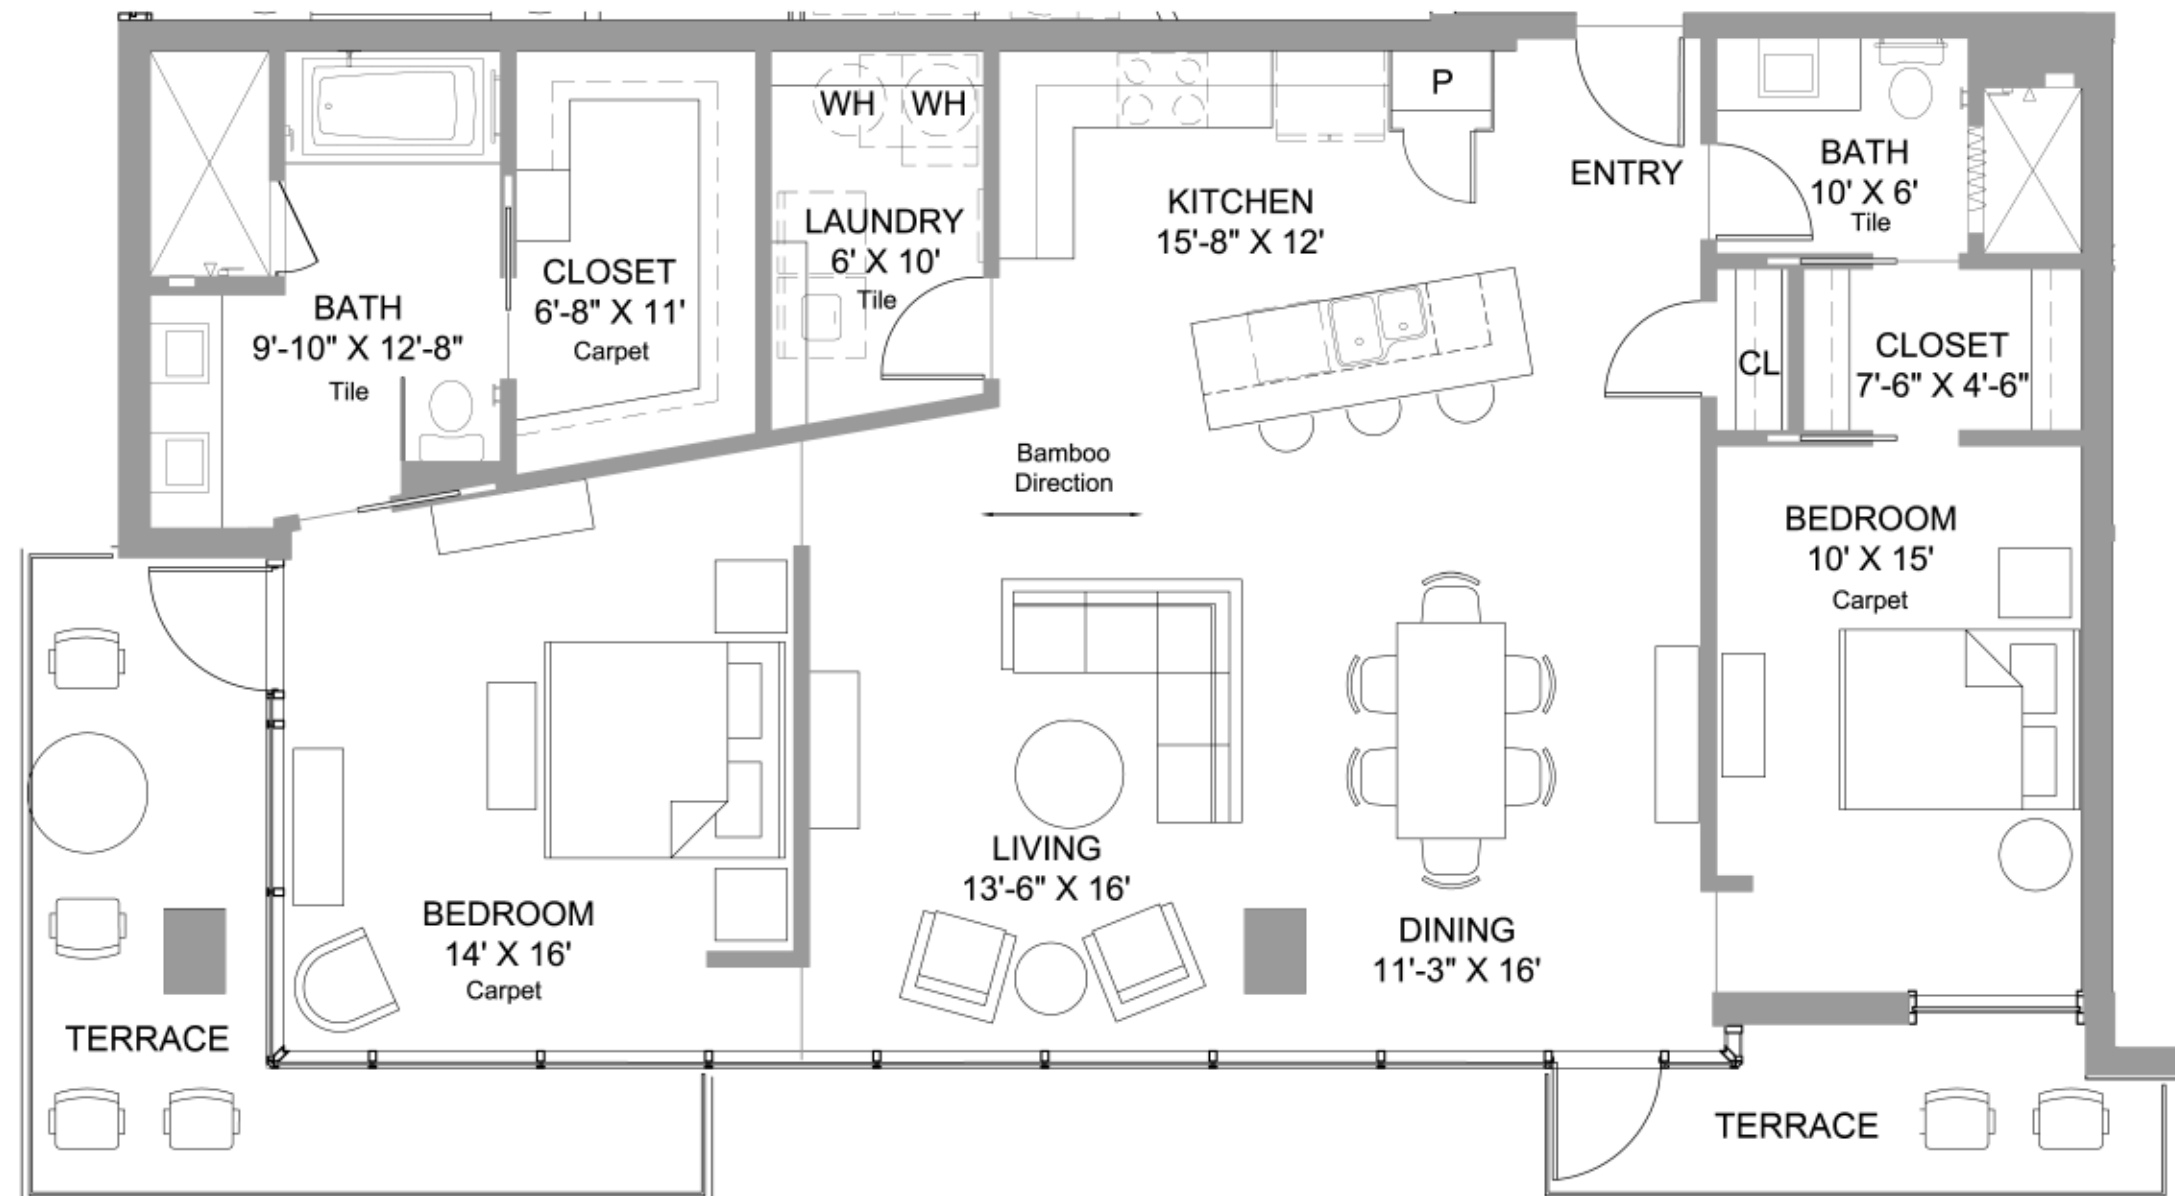 WH
WH
P
ENTRY
BATH
10' X 6'
Tile
KITCHEN
15'-8" X 12'
LAUNDRY
6' X 10'
Tile
CLOSET
6'-8" X 11'
Carpet
BATH
9'-10" X 12'-8"
Tile
CL
CLOSET
7'-6" X 4'-6"
Bamboo
Direction
BEDROOM
10' X 15'
Carpet
LIVING
13'-6" X 16'
BEDROOM
14' X 16'
Carpet
DINING
11'-3" X 16'
TERRACE
TERRACE